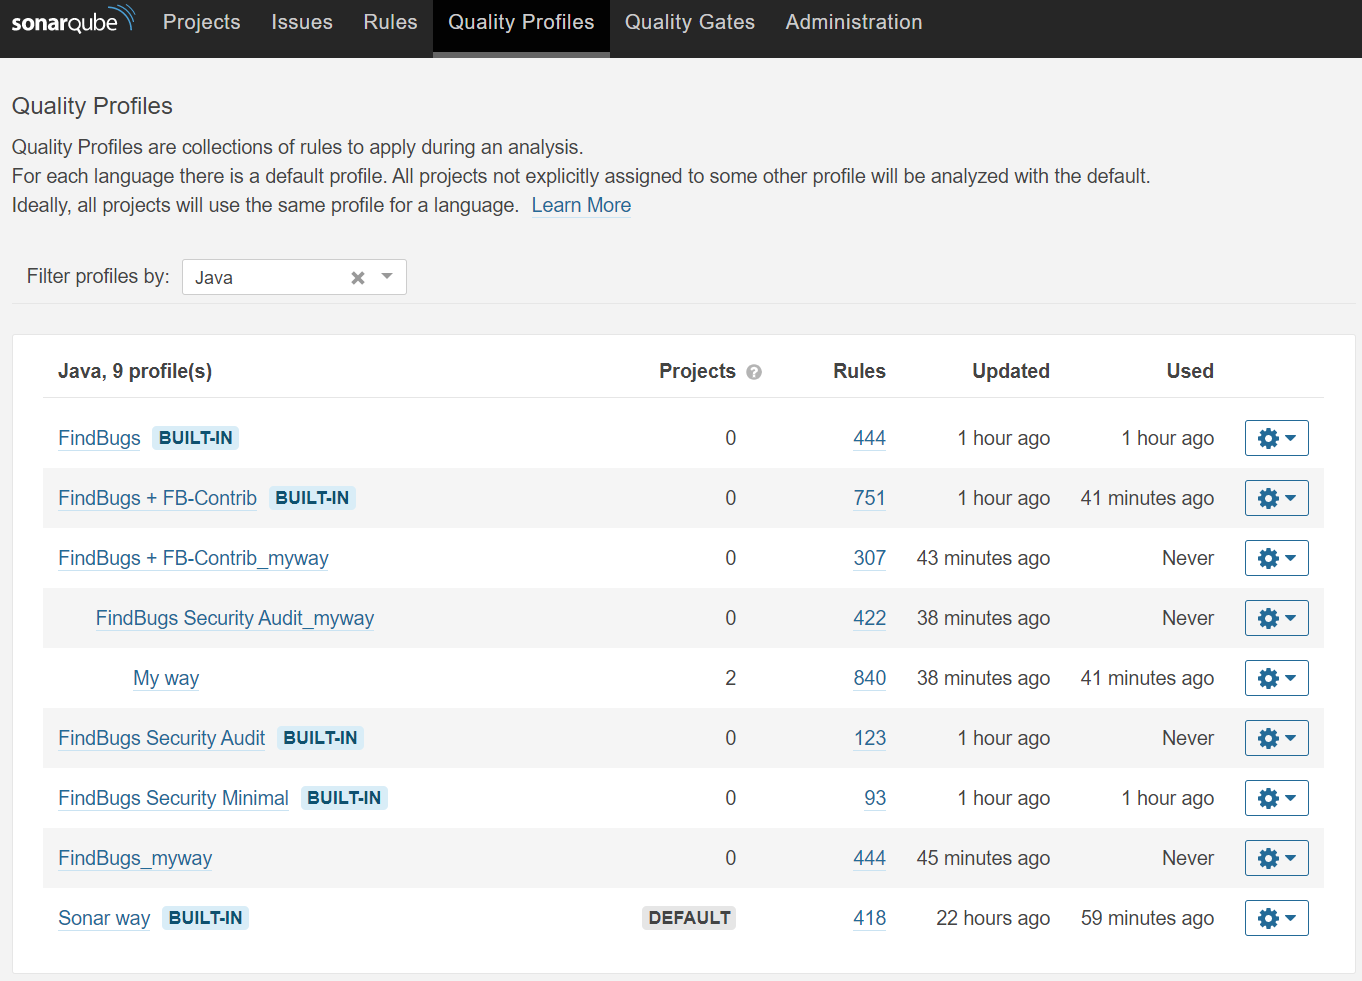 sonarqube Projects Issues Rules Quality Profiles Quality Gates Administration
Quality Profiles
Quality Profiles are collections of rules to apply during an analysis.
For each language there is a default profile. All projects not explicitly assigned to some other profile will be analyzed with the default.
Ideally, all projects will use the same profile for a language. Learn More
Filter profiles by: Java
Java, 9 profile(s) Projects ? Rules Updated Used
FindBugs BUILT-IN 0 444 1 hour ago 1 hour ago
FindBugs + FB-Contrib BUILT-IN 0 751 1 hour ago 41 minutes ago
FindBugs + FB-Contrib_myway 0 307 43 minutes ago Never
FindBugs Security Audit_myway 0 422 38 minutes ago Never
My way 2 840 38 minutes ago 41 minutes ago
FindBugs Security Audit BUILT-IN 0 123 1 hour ago Never
FindBugs Security Minimal BUILT-IN 0 93 1 hour ago 1 hour ago
FindBugs_myway 0 444 45 minutes ago Never
Sonar way BUILT-IN DEFAULT 418 22 hours ago 59 minutes ago